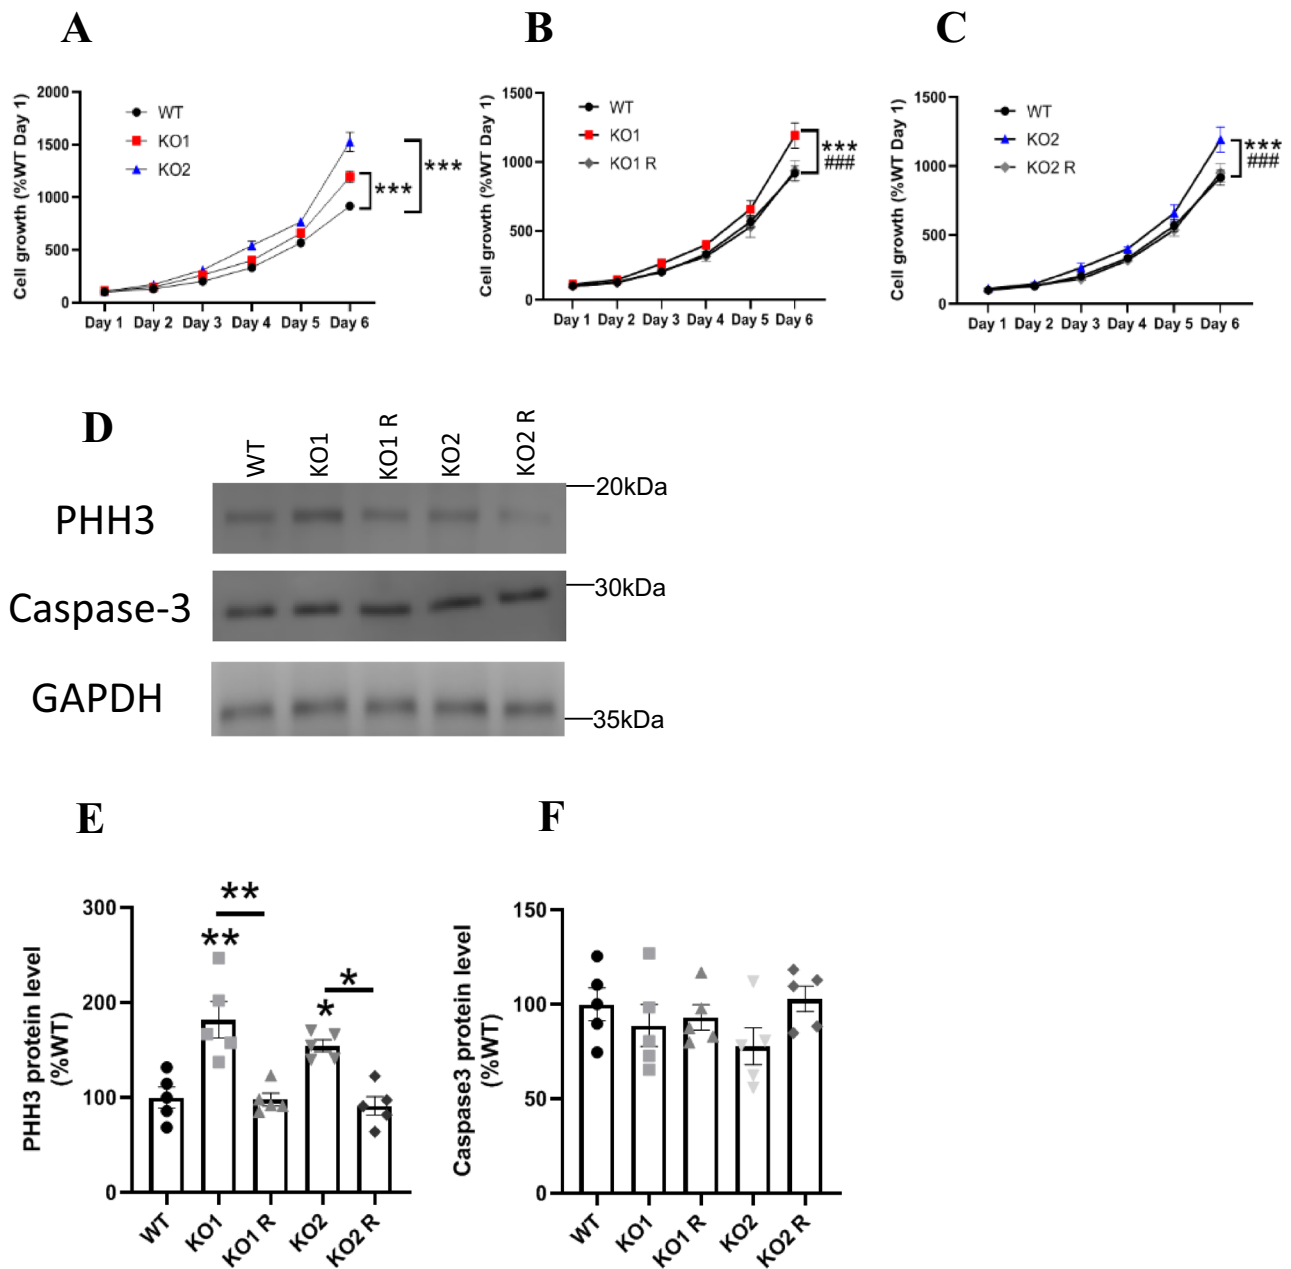 A
Cell growth (%WT Day 1)
2000
1500
1000
500
0
WT
KO1
KO2
***
***
Day 1 Day 2 Day 3 Day 4 Day 5 Day 6
B
Cell growth (%WT Day 1)
1500
1000
500
0
WT
KO1
KO1 R
***
###
Day 1 Day 2 Day 3 Day 4 Day 5 Day 6
C
Cell growth (%WT Day 1)
1500
1000
500
0
WT
KO2
KO2 R
***
###
Day 1 Day 2 Day 3 Day 4 Day 5 Day 6
D
WT KO1 KO1 R KO2 KO2 R
PHH3
20kDa
Caspase-3
30kDa
GAPDH
35kDa
E
PHH3 protein level
(%WT)
300
200
100
0
**
**
*
*
WT KO1 KO1 R KO2 KO2 R
F
Caspase3 protein level
(%WT)
150
100
50
0
WT KO1 KO1 R KO2 KO2 R